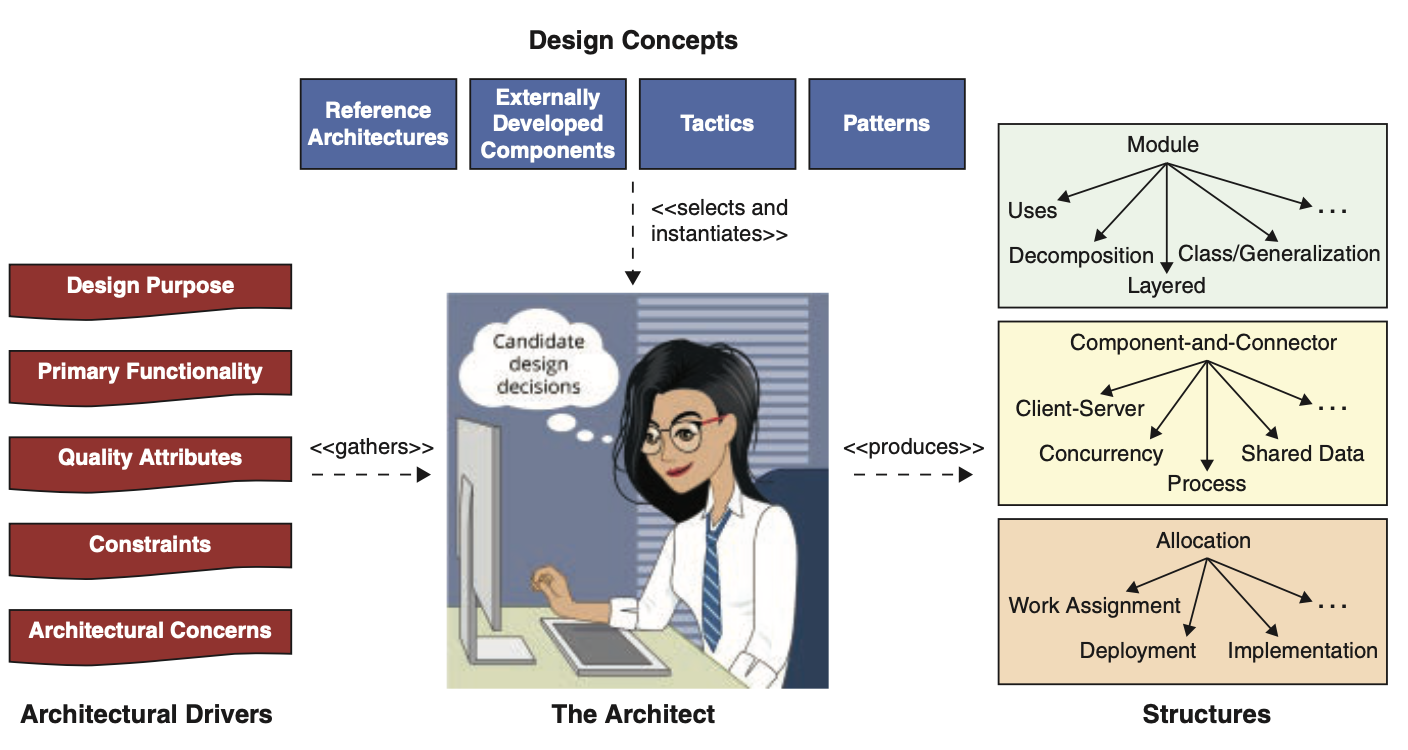 Design Concepts
Reference
Architectures
Externally
Developed
Components
Tactics
Patterns
<<selects and
instantiates>>
Design Purpose
Primary Functionality
Quality Attributes
Constraints
Architectural Concerns
Architectural Drivers
<<gathers>>
Candidate
design
decisions
The Architect
<<produces>>
Module
Uses
Decomposition
Layered
Class/Generalization
...
Component-and-Connector
Client-Server
Concurrency
Process
Shared Data
...
Allocation
Work Assignment
Deployment
Implementation
...
Structures